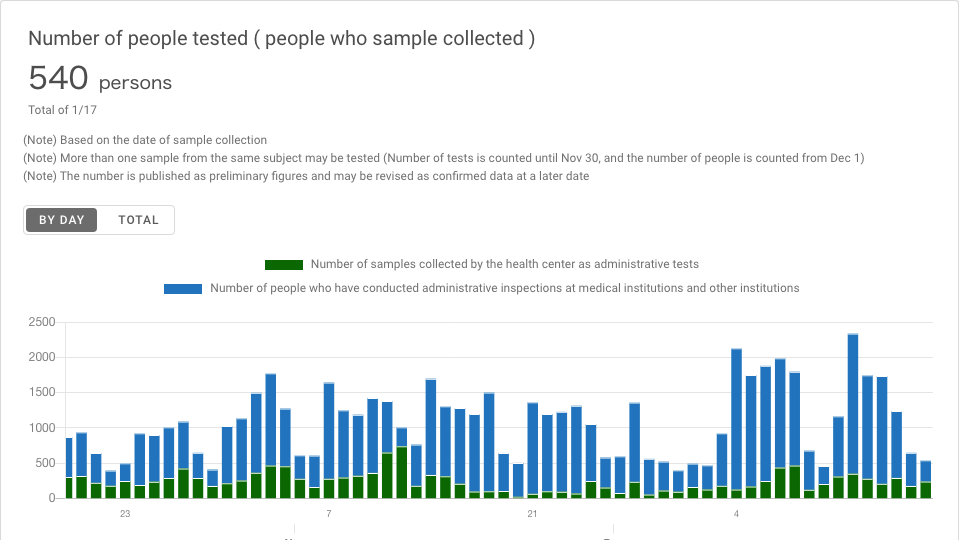 Number of people tested ( people who sample collected )
540 persons
Total of 1/17
(Note) Based on the date of sample collection
(Note) More than one sample from the same subject may be tested (Number of tests is counted until Nov 30, and the number of people is counted from Dec 1)
(Note) The number is published as preliminary figures and may be revised as confirmed data at a later date
BY DAY TOTAL
Number of samples collected by the health center as administrative tests
Number of people who have conducted administrative inspections at medical institutions and other institutions
2500
2000
1500
1000
500
0
23 7 21 4